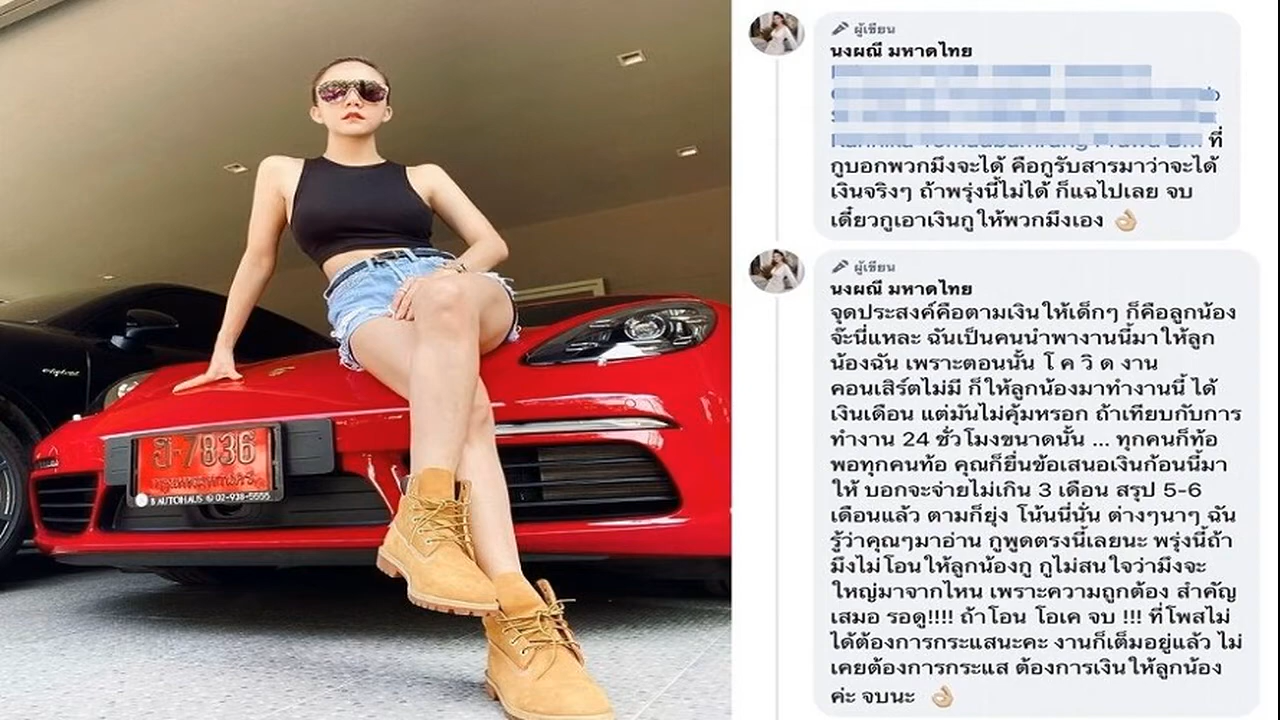 ปั-7836
กรุงเทพมหานคร
B AUTOHAUS © 02-938-5555
ผู้เขียน
นงผณี มหาดไทย
ที่
กูบอกพวกมึงจะได้ คือกูรับสารมาว่าจะได้
เงินจริงๆ ถ้าพรุ่งนี้ไม่ได้ ก็แฉไปเลย จบ
เดี๋ยวกูเอาเงินกูให้พวกมึงเอง 👌🏼
ผู้เขียน
นงผณี มหาดไทย
จุดประสงค์คือตามเงินให้เด็กๆ ก็คือลูกน้อง
จ๊ะนี่แหละ ฉันเป็นคนนำพางานนี้มาให้ลูก
น้องฉัน เพราะตอนนั้น โ ค วิ ด งาน
คอนเสิร์ตไม่มี ก็ให้ลูกน้องมาทำงานนี้ ได้
เงินเดือน แต่มันไม่คุ้มหรอก ถ้าเทียบกับการ
ทำงาน 24 ชั่วโมงขนาดนั้น ... ทุกคนก็ท้อ
พอทุกคนท้อ คุณก็ยื่นข้อเสนอเงินก้อนนี้มา
ให้ บอกจะจ่ายไม่เกิน 3 เดือน สรุป 5-6
เดือนแล้ว ตามก็ยุ่ง โน้นนี่นั่น ต่างๆนาๆ ฉัน
รู้ว่าคุณๆมาอ่าน กูพูดตรงนี้เลยนะ พรุ่งนี้ถ้า
มึงไม่โอนให้ลูกน้องกู กูไม่สนใจว่ามึงจะ
ใหญ่มาจากไหน เพราะความถูกต้อง สำคัญ
เสมอ รอดู!!!! ถ้าโอน โอเค จบ !!! ที่โพสไม่
ได้ต้องการกระแสนะคะ งานก็เต็มอยู่แล้ว ไม่
เคยต้องการกระแส ต้องการเงินให้ลูกน้อง
ค่ะ จบนะ 👌🏼